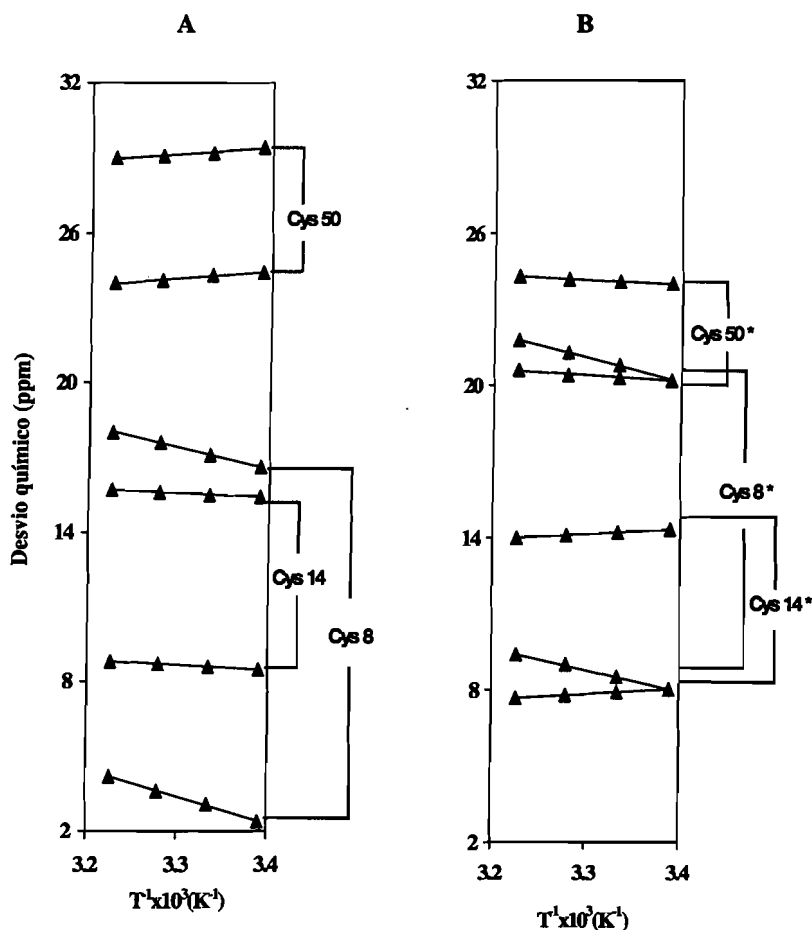 A
B
Desvio químico (ppm)
32
26
20
14
8
2
3.2
3.3
3.4
T⁻¹x10³(K⁻¹)
Cys 50
Cys 14
Cys 8
32
26
20
14
8
2
3.2
3.3
3.4
T⁻¹x10³(K⁻¹)
Cys 50*
Cys 8*
Cys 14*